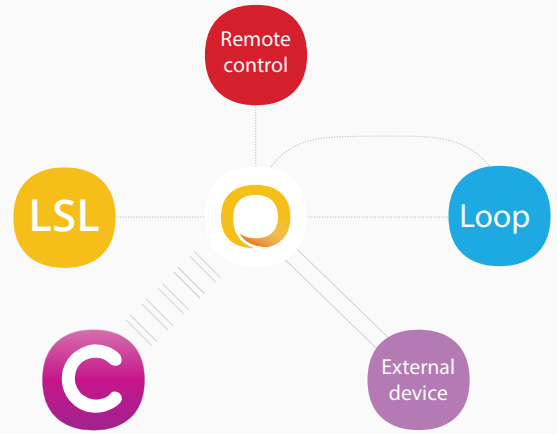 Remote
control
LSL
Loop
C
External
device